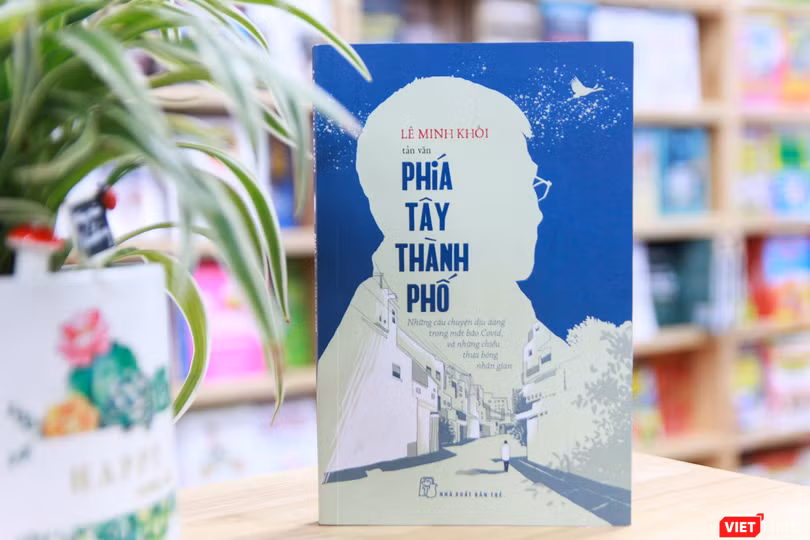 LÊ MINH KHÔI
tản văn
PHíA
TÂY
THÀNH
PHỐ
Những câu chuyện dịu dàng
trong mắt bão Covid,
và những chiều
thưa bóng
nhân gian
NHÀ XUẤT BẢN TRẺ
HAPPY
VIET